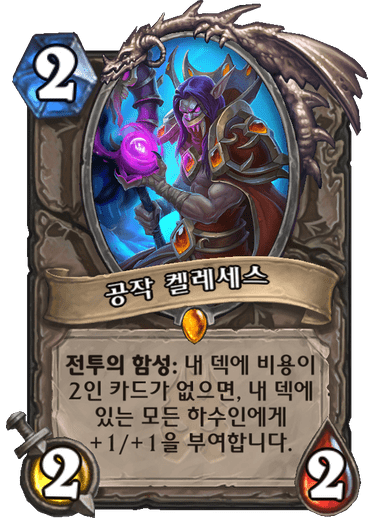 2
공작 켈레세스
전투의 함성: 내 덱에 비용이
2인 카드가 없으면, 내 덱에
있는 모든 하수인에게
+1/+1을 부여합니다.
2
2